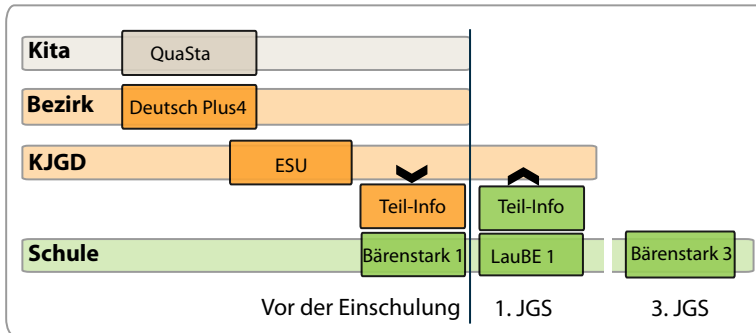 Kita
QuaSta
Bezirk
Deutsch Plus4
KJGD
ESU
Teil-Info
Teil-Info
Schule
Bärenstark 1
LauBE 1
Bärenstark 3
Vor der Einschulung
1. JGS
3. JGS